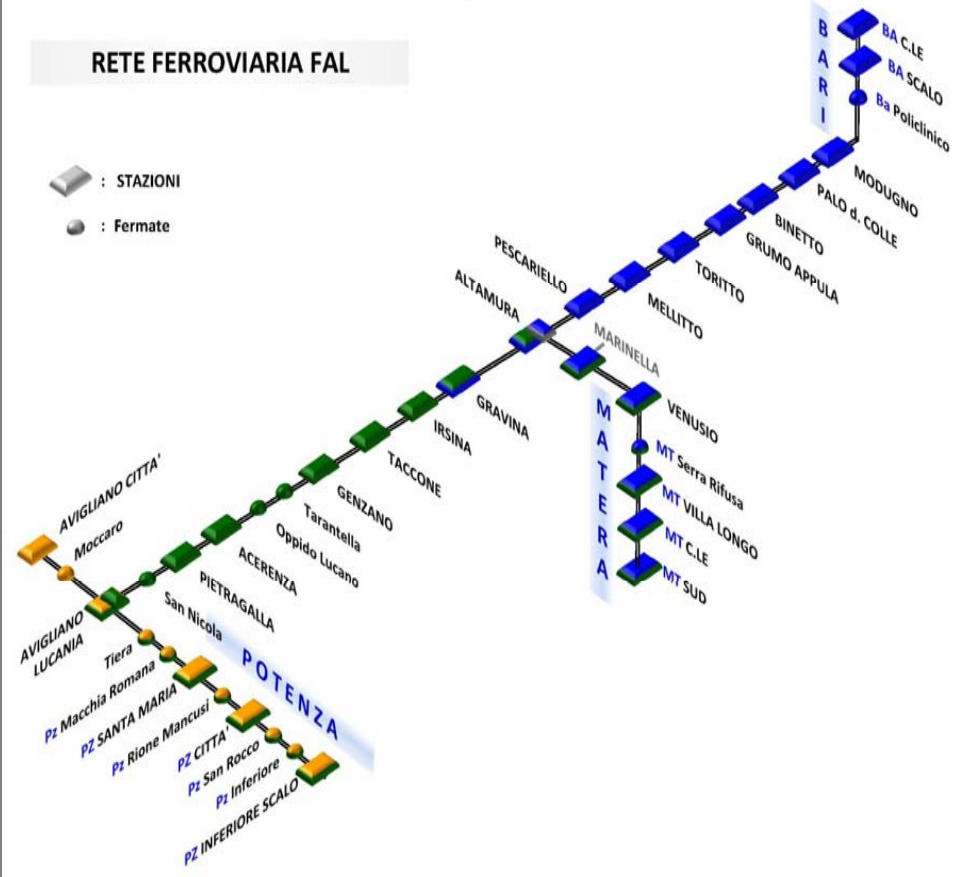 RETE FERROVIARIA FAL
: STAZIONI
: Fermate
BARI
BA C.LE
BA SCALO
Ba Policlinico
MODUGNO
PALO d. COLLE
BINETTO
GRUMO APPULA
TORITTO
MELLITTO
PESCARIELLO
ALTAMURA
MARINELLA
VENUSIO
MATERA
MT Serra Rifusa
MT VILLA LONGO
MT C.LE
MT SUD
GRAVINA
IRSINA
TACCONE
GENZANO
Tarantella
Oppido Lucano
ACERENZA
PIETRAGALLA
San Nicola
AVIGLIANO CITTA'
Moccaro
AVIGLIANO
LUCANIA
POTENZA
Tiera
Pz Macchia Romana
PZ SANTA MARIA
Pz Rione Mancusi
PZ CITTA'
Pz San Rocco
Pz Inferiore
PZ INFERIORE SCALO